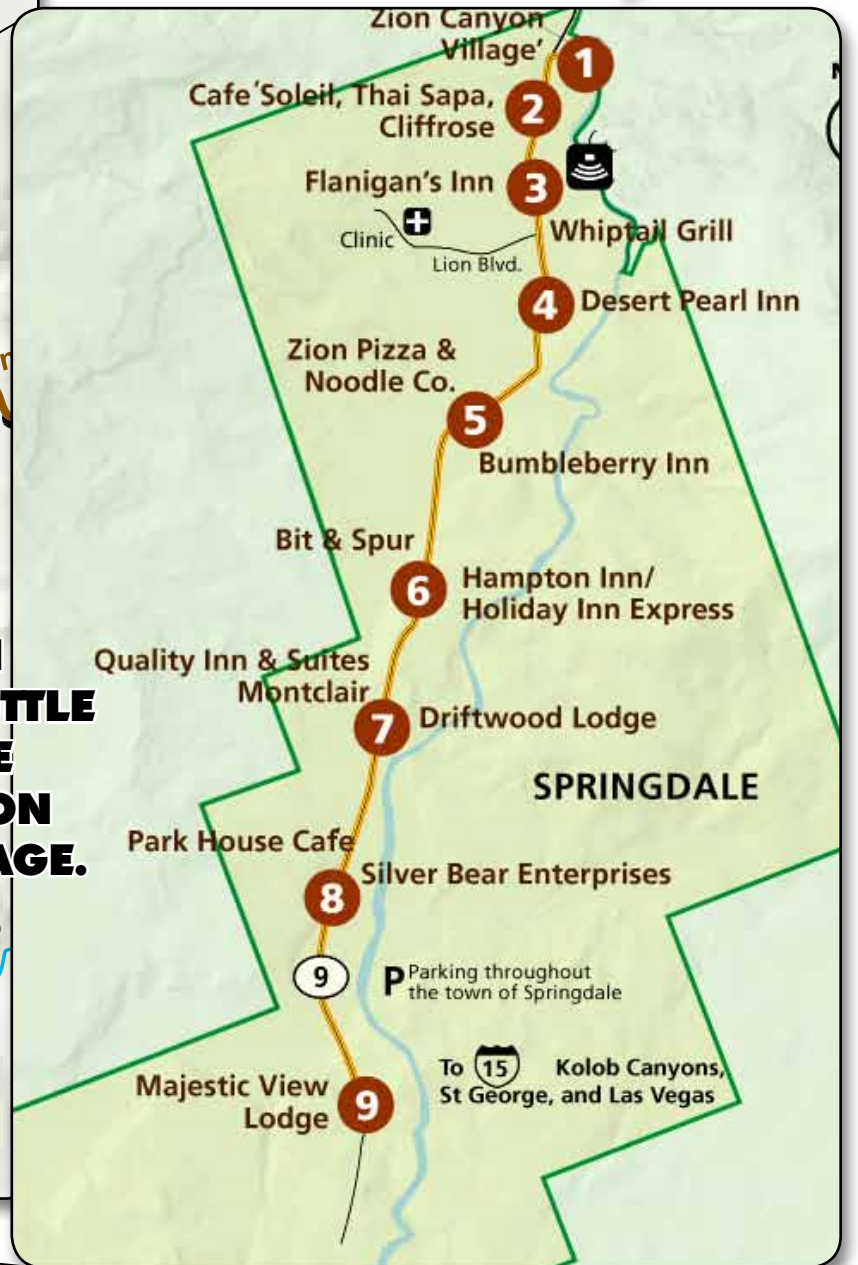 Zion Canyon
Village'
1
Cafe´Soleil, Thai Sapa,
Cliffrose
2
Flanigan's Inn
3
Clinic
Whiptail Grill
Lion Blvd.
4
Desert Pearl Inn
Zion Pizza &
Noodle Co.
5
Bumbleberry Inn
Bit & Spur
6
Hampton Inn/
Holiday Inn Express
Quality Inn & Suites
Montclair
TTLE
7
Driftwood Lodge
SPRINGDALE
ON
Park House Cafe
AGE.
8
Silver Bear Enterprises
9
P Parking throughout
the town of Springdale
To 15 Kolob Canyons,
St George, and Las Vegas
Majestic View
Lodge
9